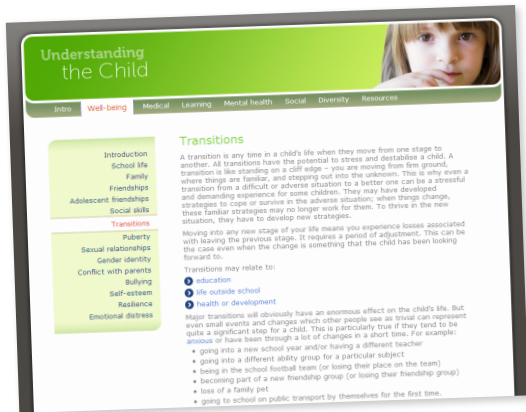 Understanding
the Child
Intro
Well-being
Medical
Learning
Mental health
Social
Diversity
Resources
Introduction
School life
Family
Friendships
Adolescent friendships
Social skills
Transitions
Puberty
Sexual relationships
Gender identity
Conflict with parents
Bullying
Self-esteem
Resilience
Emotional distress
Transitions
A transition is any time in a child's life when they move from one stage to
another. All transitions have the potential to stress and destabilise a child. A
transition is like standing on a cliff edge – you are moving from firm ground,
where things are familiar, and stepping out into the unknown. This is why even a
transition from a difficult or adverse situation to a better one can be a stressful
and demanding experience for some children. They may have developed
strategies to cope or survive in the adverse situation; when things change,
these familiar strategies may no longer work for them. To thrive in the new
situation, they have to develop new strategies.
Moving into any new stage of your life means you experience losses associated
with leaving the previous stage. It requires a period of adjustment. This can be
the case even when the change is something that the child has been looking
forward to.
Transitions may relate to:
education
life outside school
health or development
Major transitions will obviously have an enormous effect on the child's life. But
even small events and changes which other people see as trivial can represent
quite a significant step for a child. This is particularly true if they tend to be
anxious or have been through a lot of changes in a short time. For example:
• going into a new school year and/or having a different teacher
• going into a different ability group for a particular subject
• being in the school football team (or losing their place on the team)
• becoming part of a new friendship group (or losing their friendship group)
• loss of a family pet
• going to school on public transport by themselves for the first time.